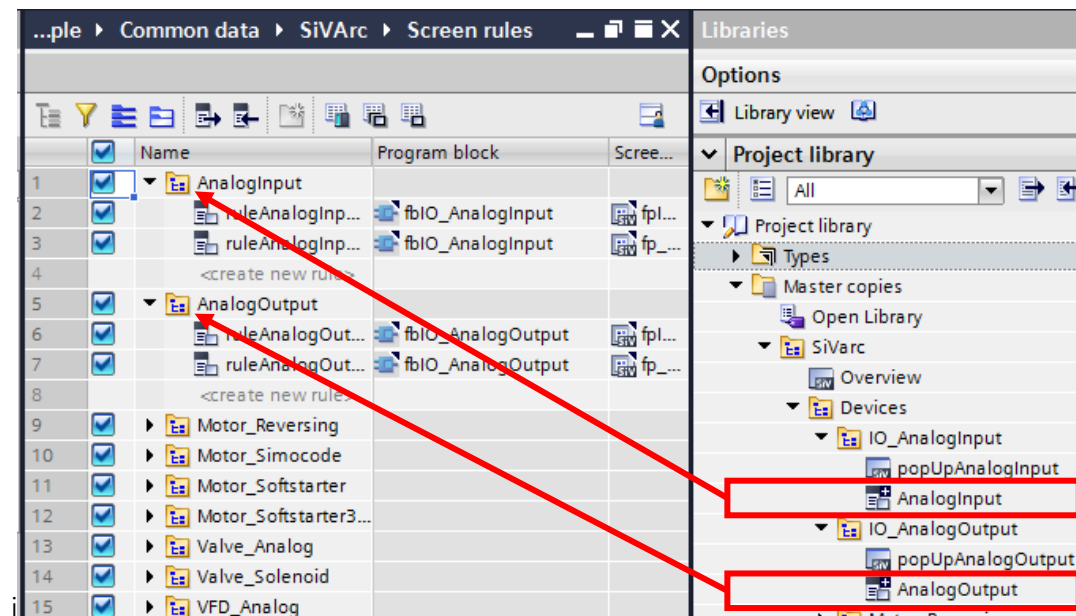 ...ple ▸ Common data ▸ SiVArc ▸ Screen rules
Name Program block Scree...
1 AnalogInput
2 ruleAnalogInp... fbIO_AnalogInput fpI...
3 ruleAnalogInp... fbIO_AnalogInput fp_...
4 <create new rule>
5 AnalogOutput
6 ruleAnalogOut... fbIO_AnalogOutput fpI...
7 ruleAnalogOut... fbIO_AnalogOutput fp_...
8 <create new rule>
9 Motor_Reversing
10 Motor_Simocode
11 Motor_Softstarter
12 Motor_Softstarter3...
13 Valve_Analog
14 Valve_Solenoid
15 VFD_Analog
i
Libraries
Options
Library view
Project library
All
Project library
Types
Master copies
Open Library
SiVarc
Overview
Devices
IO_AnalogInput
popUpAnalogInput
AnalogInput
IO_AnalogOutput
popUpAnalogOutput
AnalogOutput